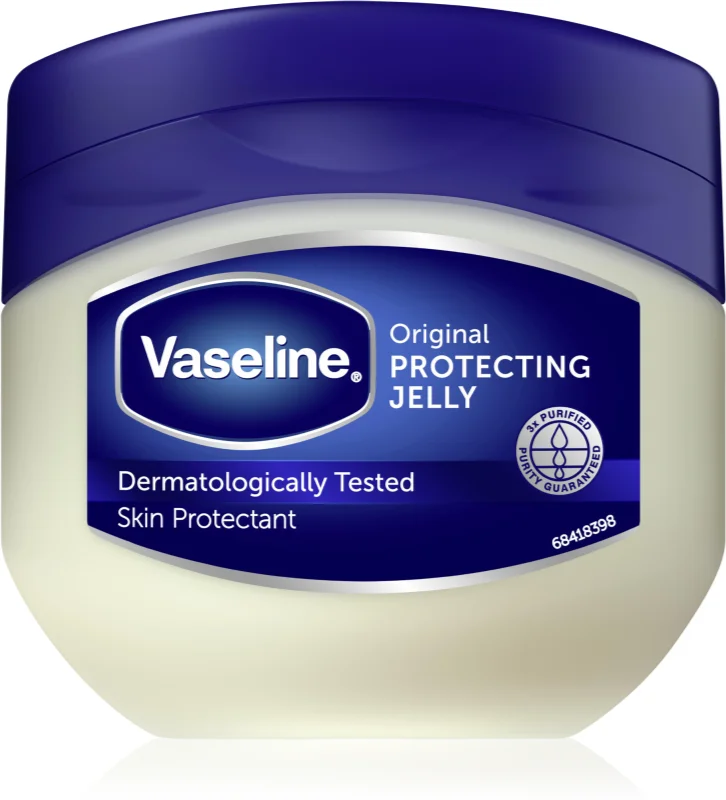 Vaseline®
Original
PROTECTING
JELLY
3x PURIFIED
PURITY GUARANTEED
Dermatologically Tested
Skin Protectant
68418398